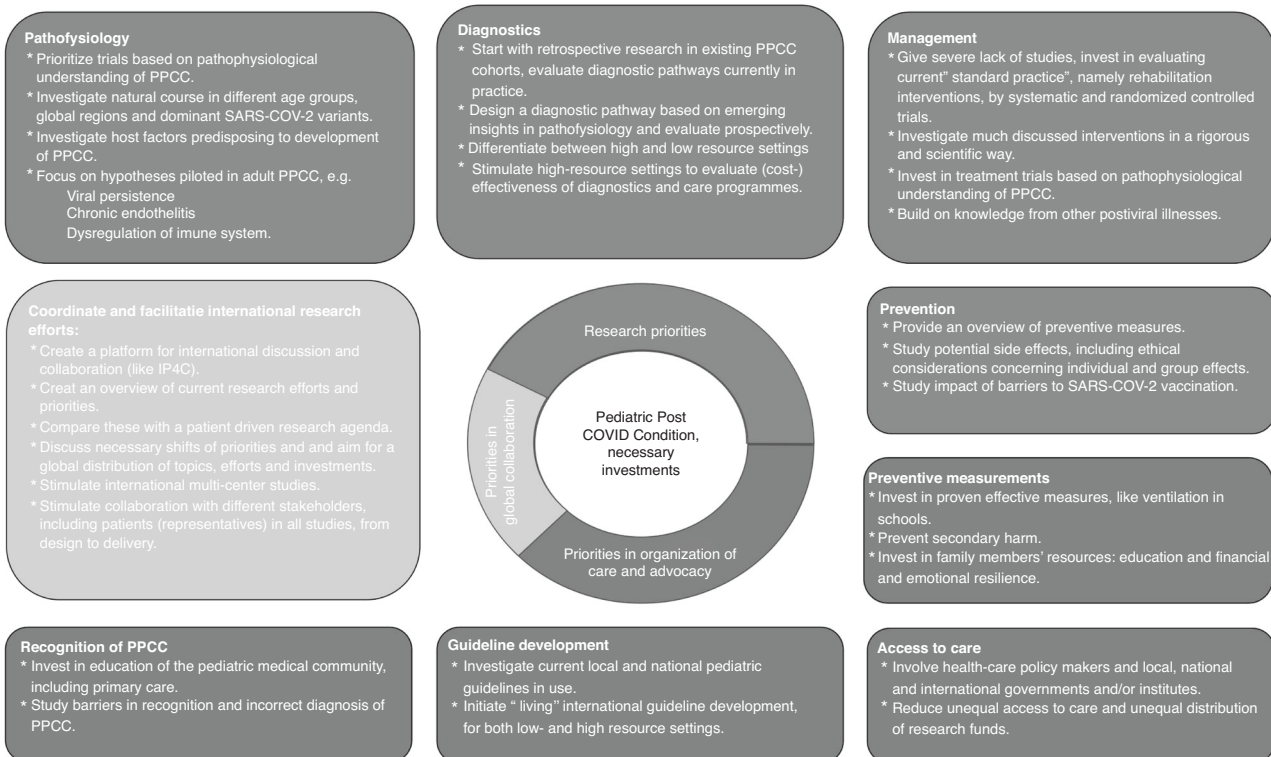 Pathofysiology
* Prioritize trials based on pathophysiological
understanding of PPCC.
* Investigate natural course in different age groups,
global regions and dominant SARS-COV-2 variants.
* Investigate host factors predisposing to development
of PPCC.
* Focus on hypotheses piloted in adult PPCC, e.g.
Viral persistence
Chronic endothelitis
Dysregulation of imune system.
Diagnostics
* Start with retrospective research in existing PPCC
cohorts, evaluate diagnostic pathways currently in
practice.
* Design a diagnostic pathway based on emerging
insights in pathofysiology and evaluate prospectively.
* Differentiate between high and low resource settings
* Stimulate high-resource settings to evaluate (cost-)
effectiveness of diagnostics and care programmes.
Management
* Give severe lack of studies, invest in evaluating
current” standard practice”, namely rehabilitation
interventions, by systematic and randomized controlled
trials.
* Investigate much discussed interventions in a rigorous
and scientific way.
* Invest in treatment trials based on pathophysiological
understanding of PPCC.
* Build on knowledge from other postiviral illnesses.
Coordinate and facilitatie international research
efforts:
* Create a platform for international discussion and
collaboration (like IP4C).
* Creat an overview of current research efforts and
priorities.
* Compare these with a patient driven research agenda.
* Discuss necessary shifts of priorities and and aim for a
global distribution of topics, efforts and investments.
* Stimulate international multi-center studies.
* Stimulate collaboration with different stakeholders,
including patients (representatives) in all studies, from
design to delivery.
Research priorities
Priorities in
global collaboration
Pediatric Post
COVID Condition,
necessary
investments
Priorities in organization of
care and advocacy
Prevention
* Provide an overview of preventive measures.
* Study potential side effects, including ethical
considerations concerning individual and group effects.
* Study impact of barriers to SARS-COV-2 vaccination.
Preventive measurements
* Invest in proven effective measures, like ventilation in
schools.
* Prevent secondary harm.
* Invest in family members’ resources: education and financial
and emotional resilience.
Recognition of PPCC
* Invest in education of the pediatric medical community,
including primary care.
* Study barriers in recognition and incorrect diagnosis of
PPCC.
Guideline development
* Investigate current local and national pediatric
guidelines in use.
* Initiate “ living” international guideline development,
for both low- and high resource settings.
Access to care
* Involve health-care policy makers and local, national
and international governments and/or institutes.
* Reduce unequal access to care and unequal distribution
of research funds.